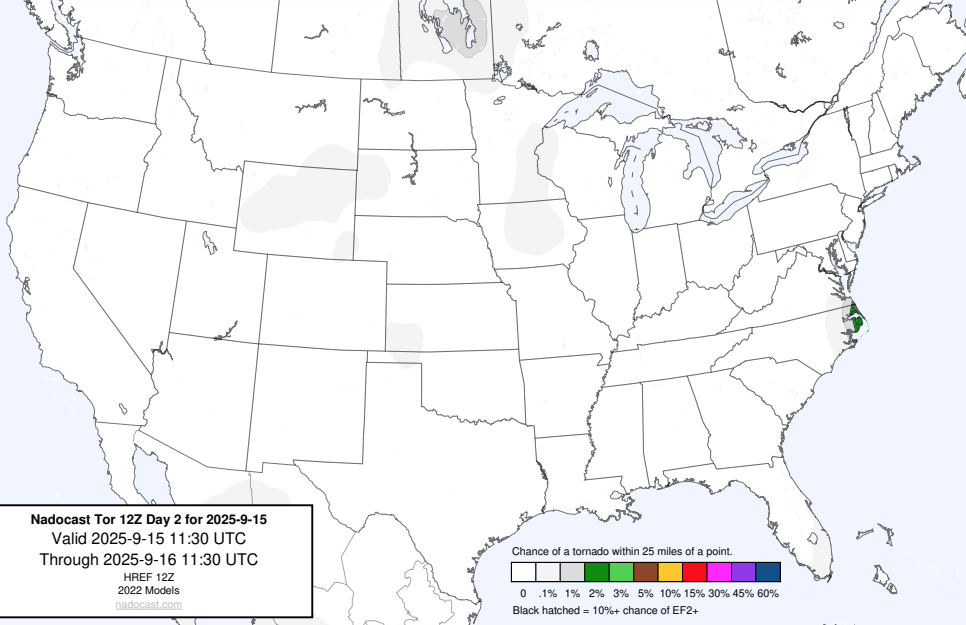 Nadocast Tor 12Z Day 2 for 2025-9-15
Valid 2025-9-15 11:30 UTC
Through 2025-9-16 11:30 UTC
HREF 12Z
2022 Models
nadocast.com
Chance of a tornado within 25 miles of a point.
0 .1% 1% 2% 3% 5% 10% 15% 30% 45% 60%
Black hatched = 10%+ chance of EF2+